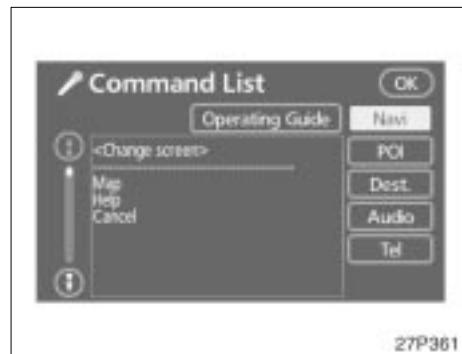 Command List OK
Operating Guide Navi
<Change screen> POI
Map Dest.
Help
Cancel Audio
Tel
27P361